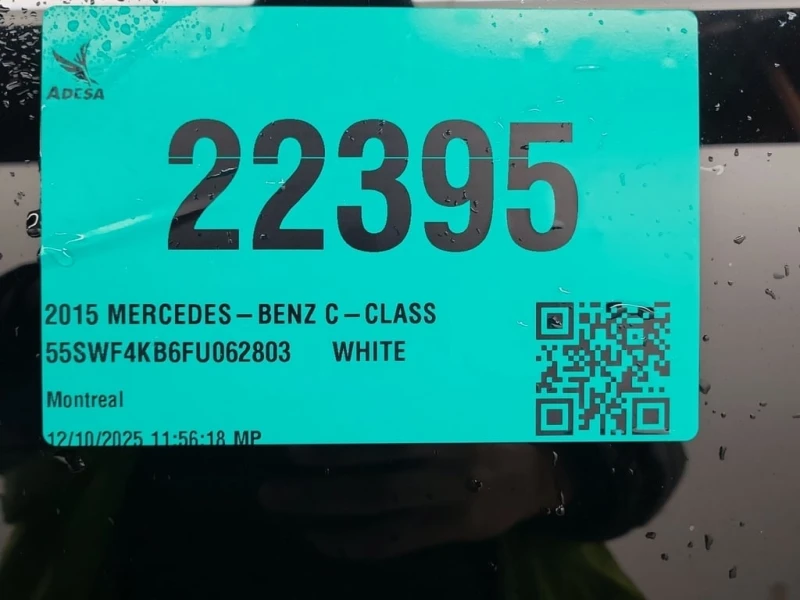 ADESA
22395
2015 MERCEDES-BENZ C-CLASS
55SWF4KB6FU062803 WHITE
Montreal
12/10/2025 11:56:18 MP